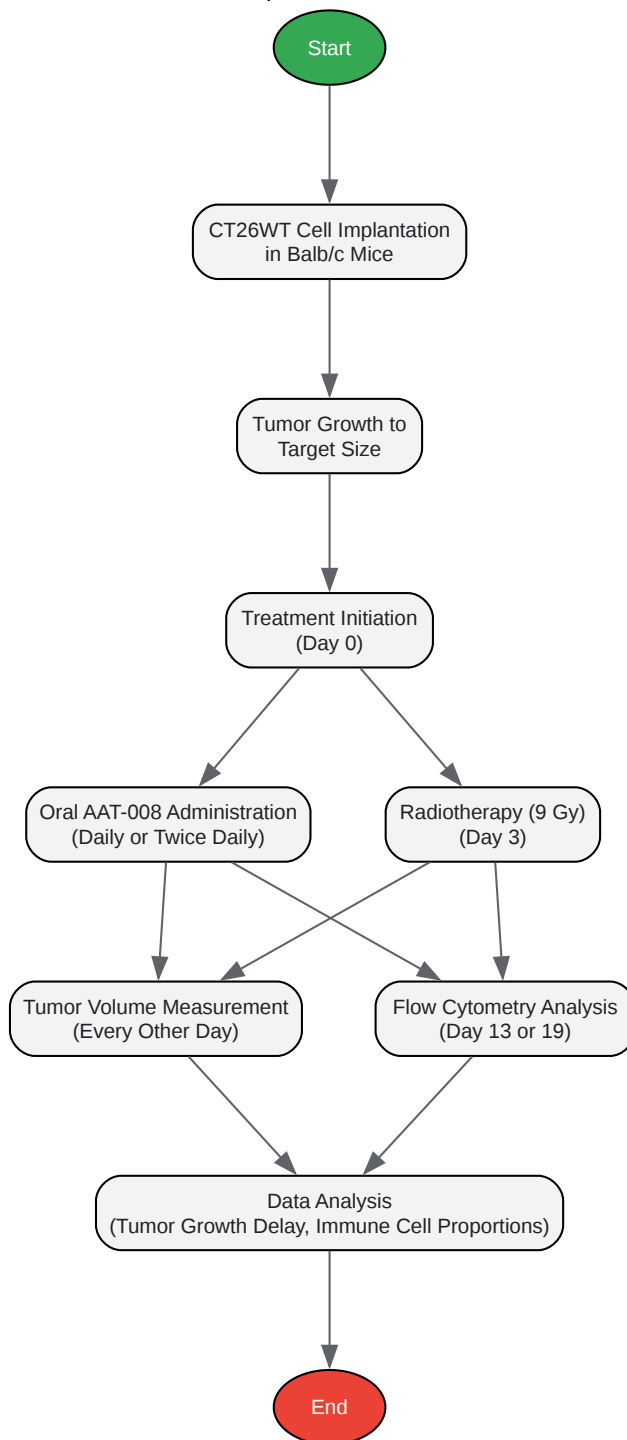 Start
CT26WT Cell Implantation
in Balb/c Mice
Tumor Growth to
Target Size
Treatment Initiation
(Day 0)
Oral AAT-008 Administration
(Daily or Twice Daily)
Radiotherapy (9 Gy)
(Day 3)
Tumor Volume Measurement
(Every Other Day)
Flow Cytometry Analysis
(Day 13 or 19)
Data Analysis
(Tumor Growth Delay, Immune Cell Proportions)
End